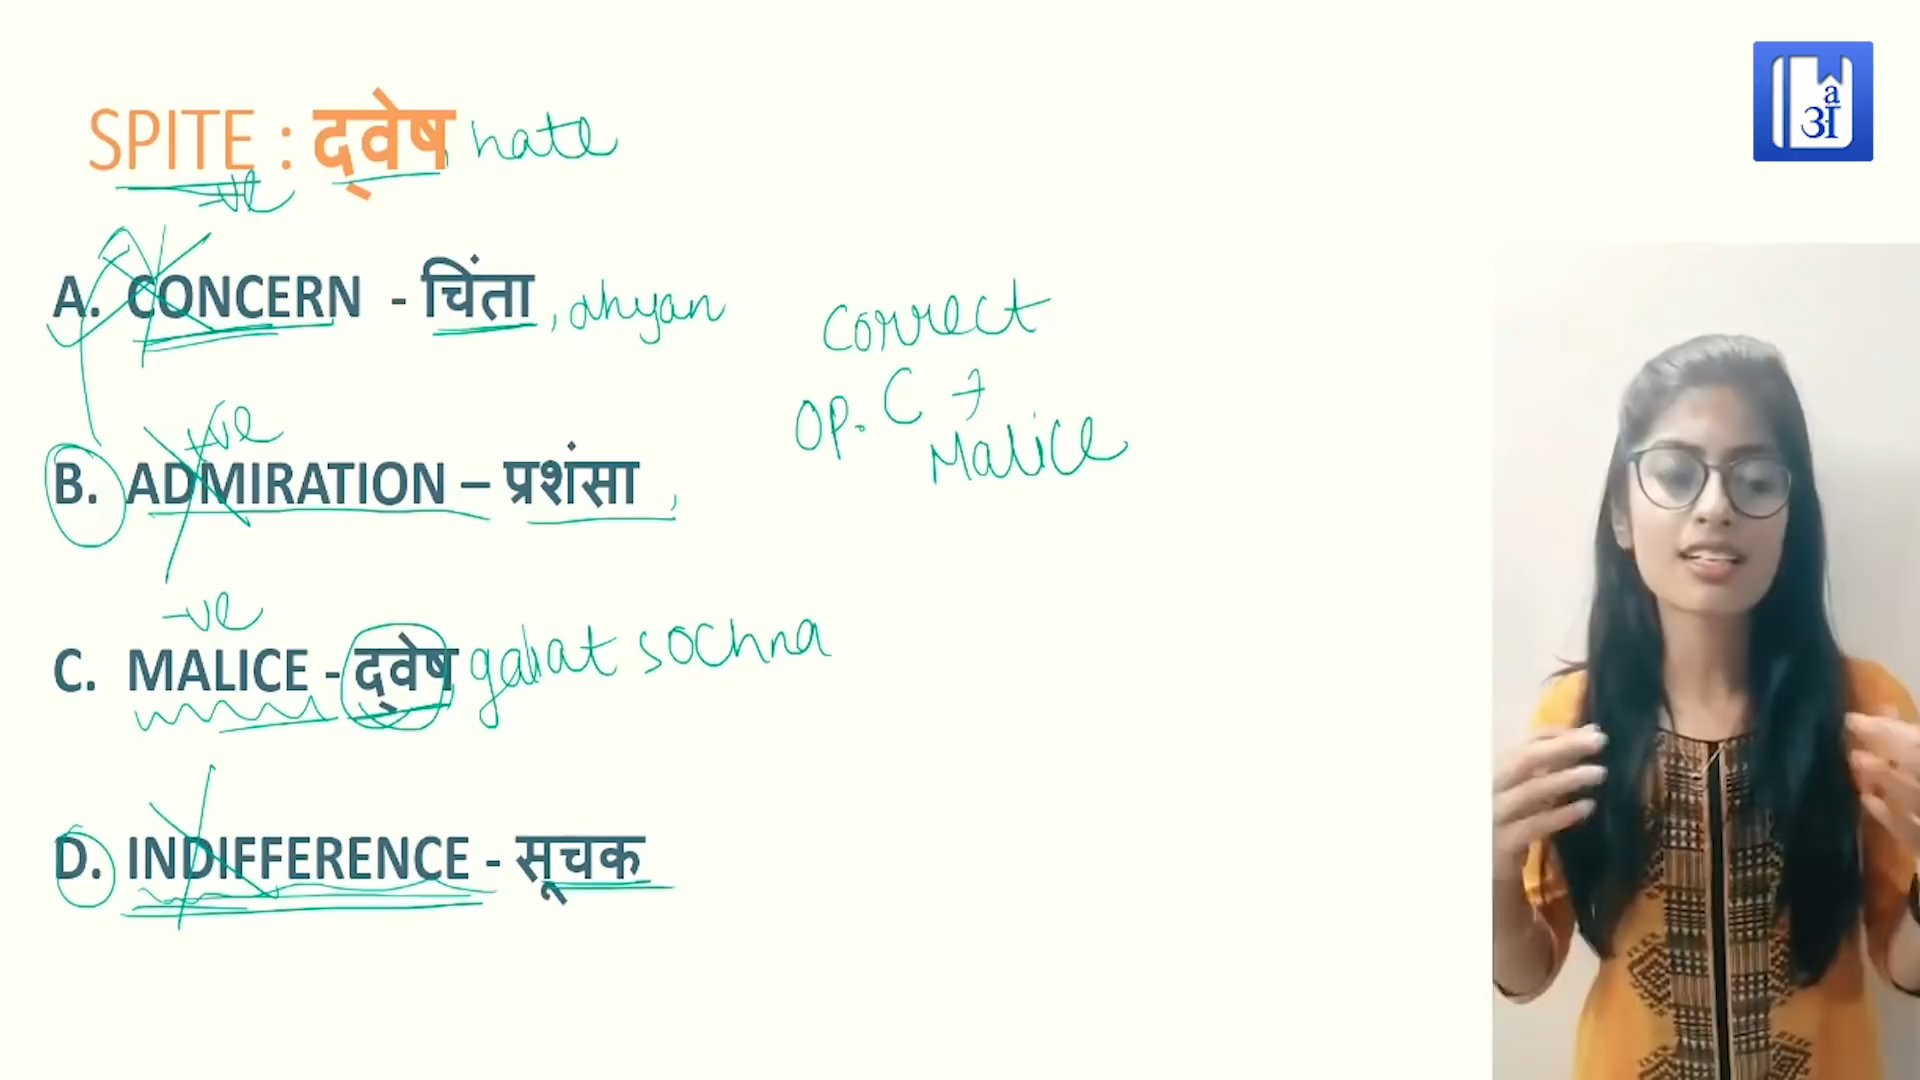 SPITE : द्वेष, hate
-ve
A. CONCERN - चिंता, dhyan
correct
op. C →
Malice
+ve
B. ADMIRATION – प्रशंसा,
-ve
C. MALICE - द्वेष, galat sochna
D. INDIFFERENCE - सूचक
a
अ